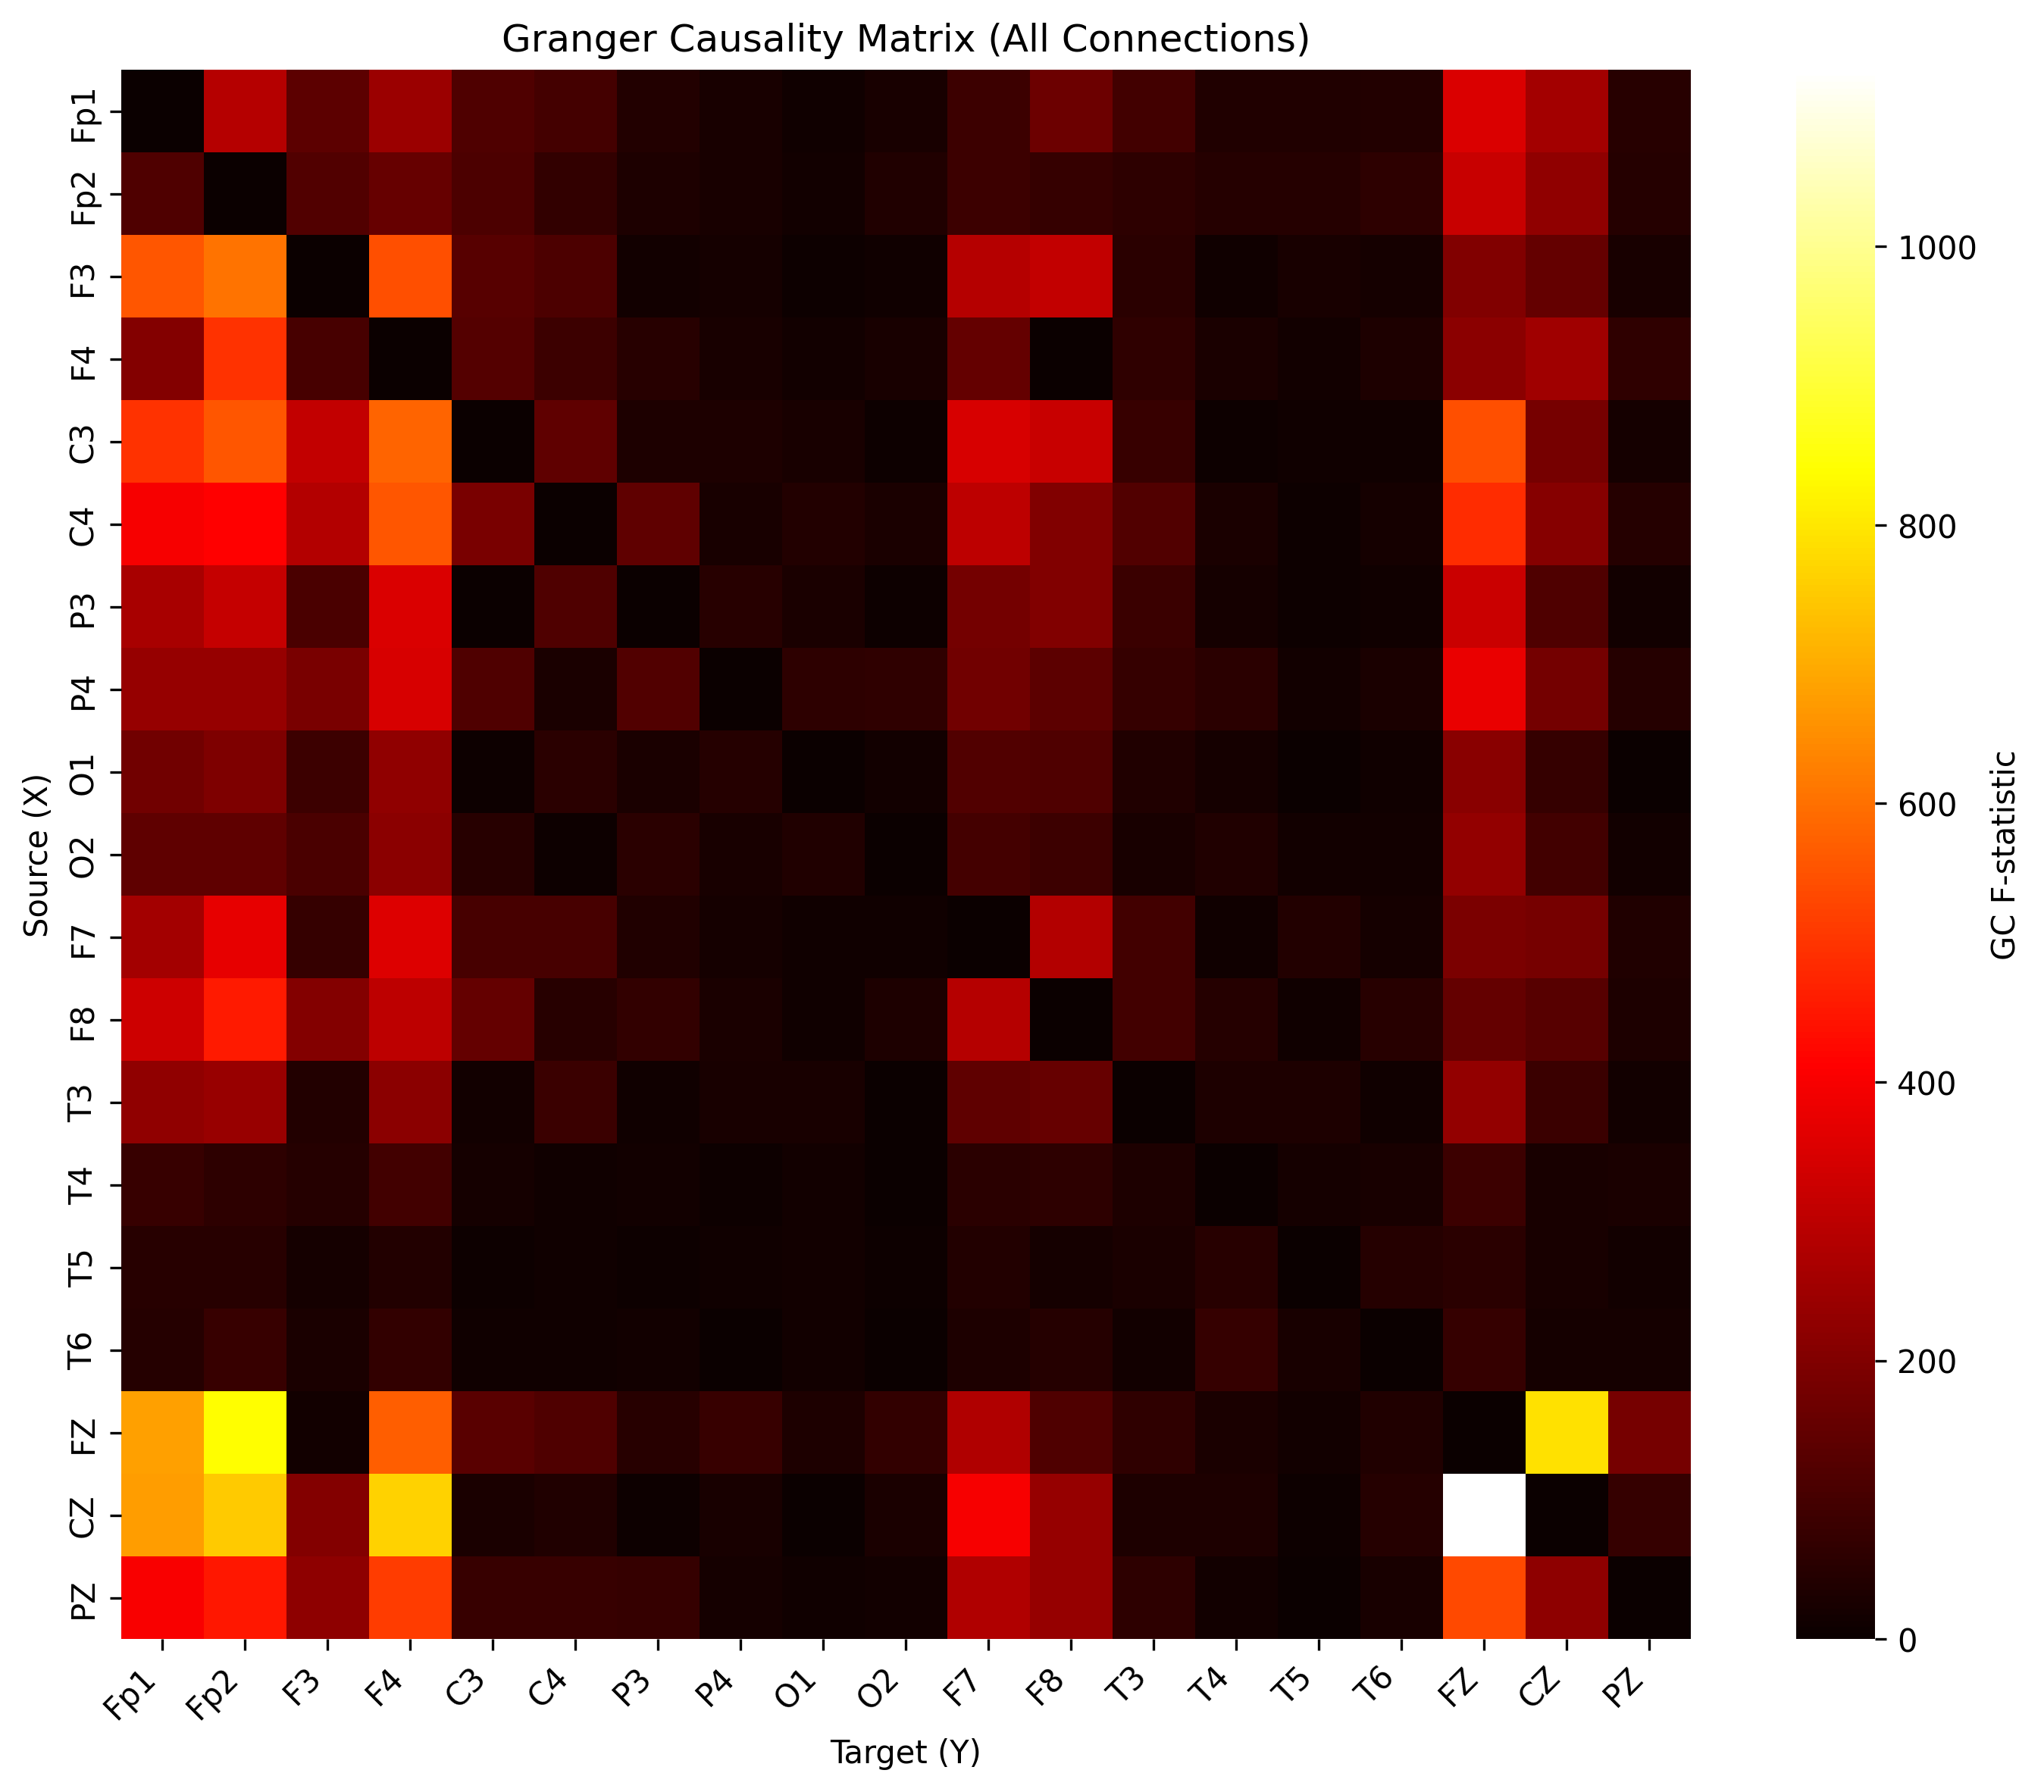 Granger Causality Matrix (All Connections)
Source (X)
Fp1
Fp2
F3
F4
C3
C4
P3
P4
O1
O2
F7
F8
T3
T4
T5
T6
FZ
CZ
PZ
Fp1 Fp2 F3 F4 C3 C4 P3 P4 O1 O2 F7 F8 T3 T4 T5 T6 FZ CZ PZ
Target (Y)
1000
800
600
400
200
0
GC F-statistic